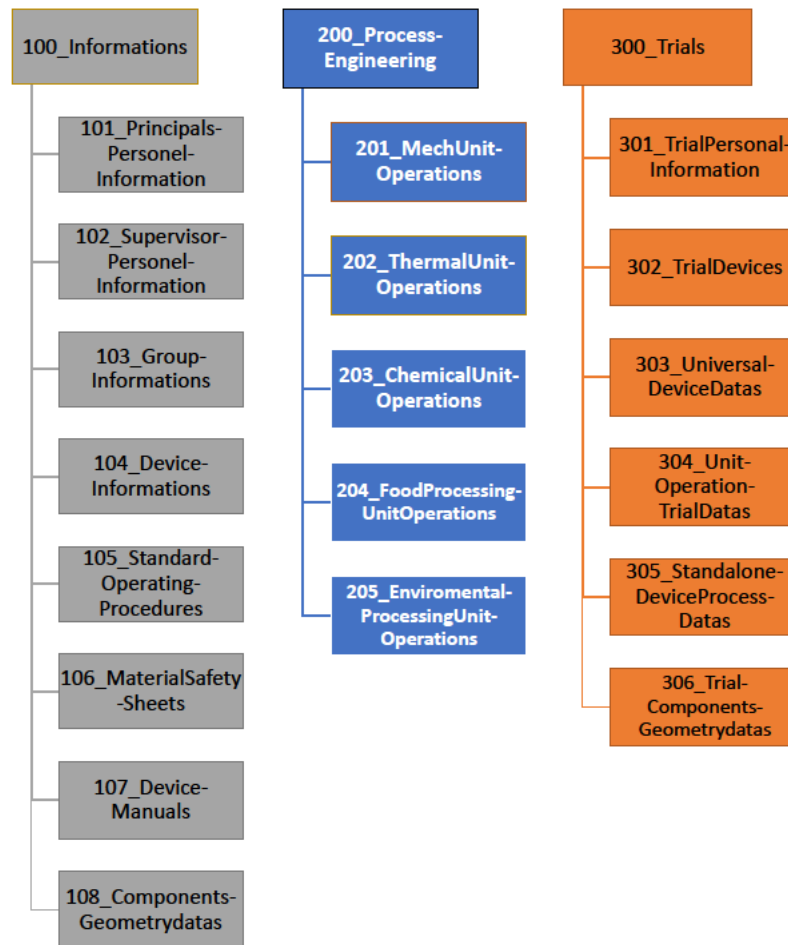 100_Informations
101_Principals-
Personel-
Information
102_Supervisor-
Personel-
Information
103_Group-
Informations
104_Device-
Informations
105_Standard-
Operating-
Procedures
106_MaterialSafety
-Sheets
107_Device-
Manuals
108_Components-
Geometrydatas
200_Process-
Engineering
201_MechUnit-
Operations
202_ThermalUnit-
Operations
203_ChemicalUnit-
Operations
204_FoodProcessing-
UnitOperations
205_Enviromental-
ProcessingUnit-
Operations
300_Trials
301_TrialPersonal-
Information
302_TrialDevices
303_Universal-
DeviceDatas
304_Unit-
Operation-
TrialDatas
305_Standalone-
DeviceProcess-
Datas
306_Trial-
Components-
Geometrydatas